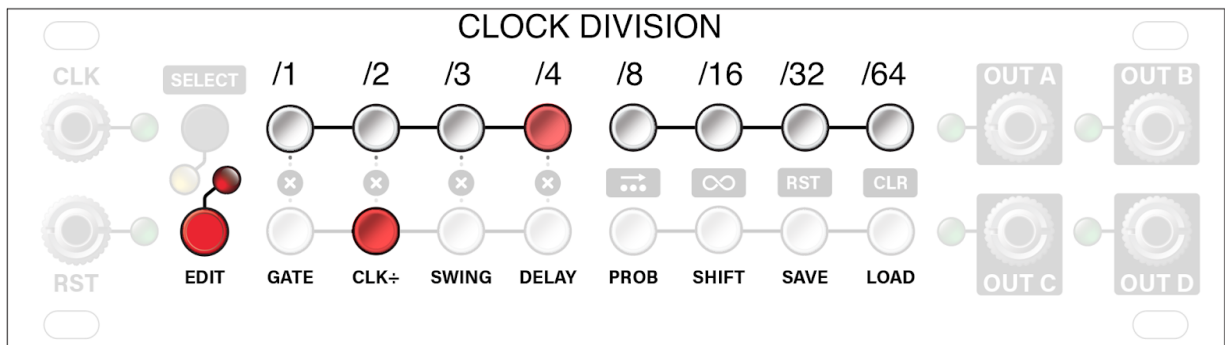 CLOCK DIVISION
CLK
SELECT
/1 /2 /3 /4 /8 /16 /32 /64
OUT A OUT B
RST CLR
RST
EDIT GATE CLK÷ SWING DELAY PROB SHIFT SAVE LOAD
OUT C OUT D